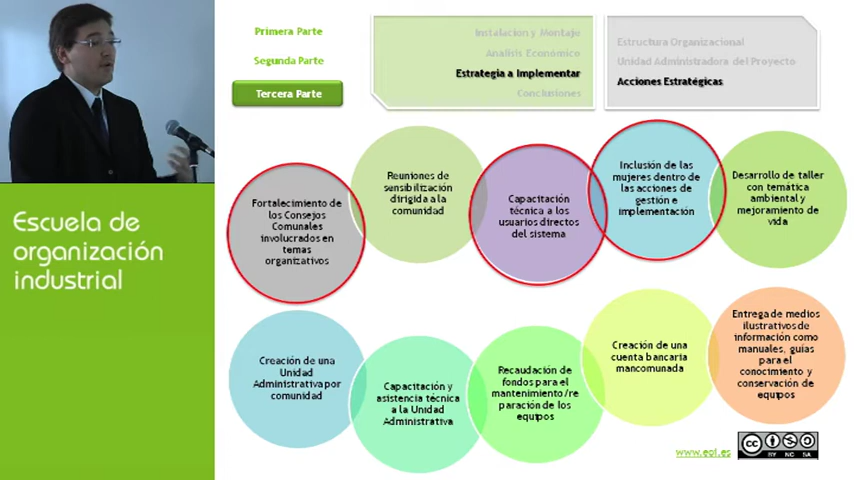 Primera Parte
Segunda Parte
Tercera Parte
Instalación y Montaje
Análisis Económico
Estrategia a Implementar
Conclusiones
Estructura Organizacional
Unidad Administradora del Proyecto
Acciones Estratégicas
Escuela de
organización
industrial
Fortalecimiento de
los Consejos
Comunales
involucrados en
temas
organizativos
Reuniones de
sensibilización
dirigida a la
comunidad
Capacitación
técnica a los
usuarios directos
del sistema
Inclusión de las
mujeres dentro de
las acciones de
gestión e
implementación
Desarrollo de taller
con temática
ambiental y
mejoramiento de
vida
Creación de una
Unidad
Administrativa por
comunidad
Capacitación y
asistencia técnica
a la Unidad
Administrativa
Recaudación de
fondos para el
mantenimiento/re
paración de los
equipos
Creación de una
cuenta bancaria
mancomunada
Entrega de medios
ilustrativos de
información como
manuales, guías
para el
conocimiento y
conservación de
equipos
www.eoi.es
cc
BY NC SA